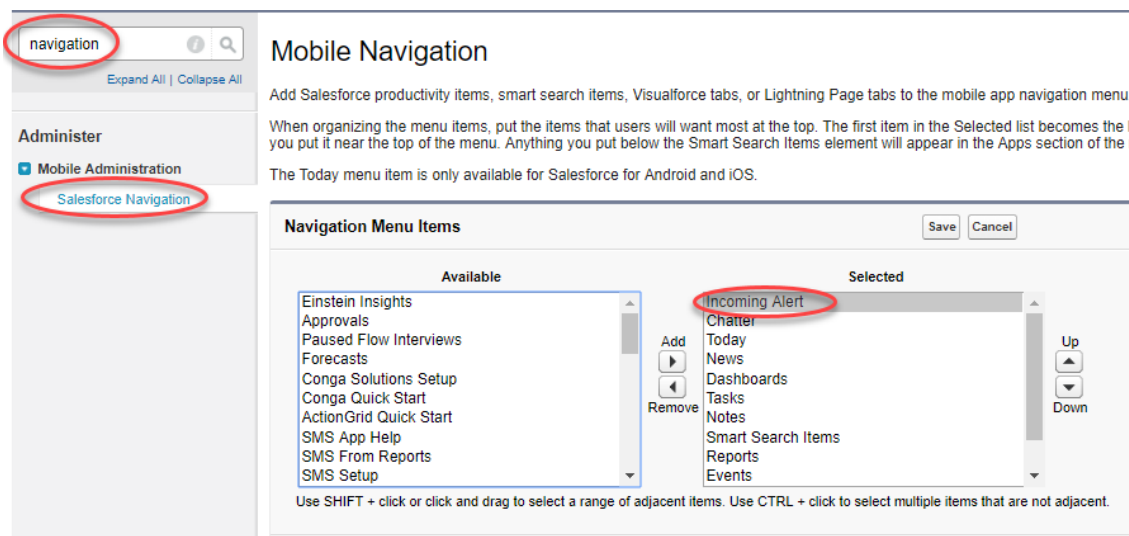 navigation
Expand All | Collapse All
Administer
Mobile Administration
Salesforce Navigation
Mobile Navigation
Add Salesforce productivity items, smart search items, Visualforce tabs, or Lightning Page tabs to the mobile app navigation menu
When organizing the menu items, put the items that users will want most at the top. The first item in the Selected list becomes the
you put it near the top of the menu. Anything you put below the Smart Search Items element will appear in the Apps section of the
The Today menu item is only available for Salesforce for Android and iOS.
Navigation Menu Items
Save Cancel
Available
Einstein Insights
Approvals
Paused Flow Interviews
Forecasts
Conga Solutions Setup
Conga Quick Start
ActionGrid Quick Start
SMS App Help
SMS From Reports
SMS Setup
Add
Remove
Selected
Incoming Alert
Chatter
Today
News
Dashboards
Tasks
Notes
Smart Search Items
Reports
Events
Up
Down
Use SHIFT + click or click and drag to select a range of adjacent items. Use CTRL + click to select multiple items that are not adjacent.